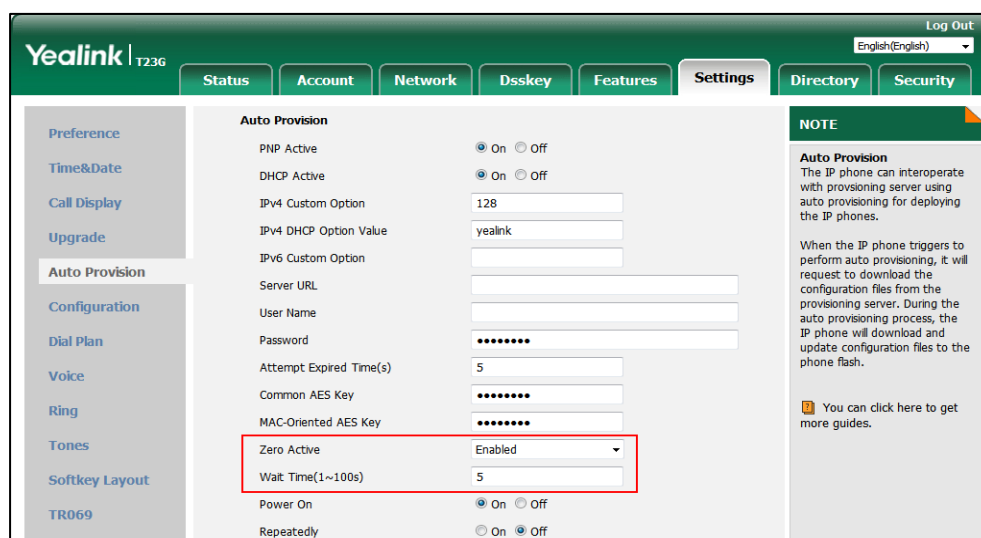 Log Out
English(English)
Yealink T23G
Status Account Network Dsskey Features Settings Directory Security
Preference
Time&Date
Call Display
Upgrade
Auto Provision
Configuration
Dial Plan
Voice
Ring
Tones
Softkey Layout
TR069
Auto Provision
PNP Active On Off
DHCP Active On Off
IPv4 Custom Option 128
IPv4 DHCP Option Value yealink
IPv6 Custom Option
Server URL
User Name
Password ••••••••
Attempt Expired Time(s) 5
Common AES Key ••••••••
MAC-Oriented AES Key ••••••••
Zero Active Enabled
Wait Time(1~100s) 5
Power On On Off
Repeatedly On Off
NOTE
Auto Provision
The IP phone can interoperate
with provisioning server using
auto provisioning for deploying
the IP phones.
When the IP phone triggers to
perform auto provisioning, it will
request to download the
configuration files from the
provisioning server. During the
auto provisioning process, the
IP phone will download and
update configuration files to the
phone flash.
? You can click here to get
more guides.